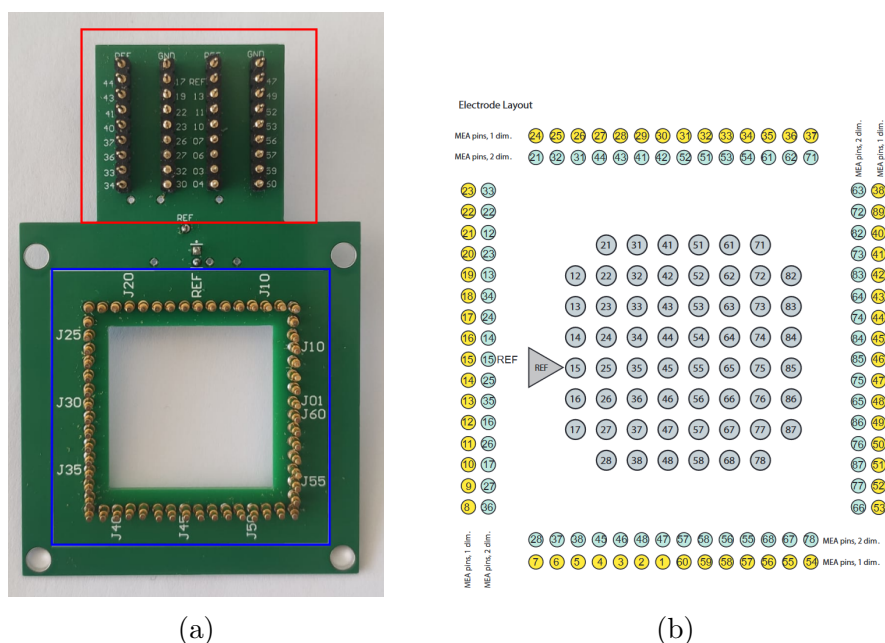 REF GND REF GND
44 17 REF 47
43 19 13 49
41 22 11 52
40 23 10 53
37 26 07 56
36 27 06 57
33 32 03 59
34 30 04 60
REF
J20 REF J10
J25 J10
J30 J01
J60
J35 J55
J40 J45 J50
(a)
Electrode Layout
MEA pins, 1 dim. 24 25 26 27 28 29 30 31 32 33 34 35 36 37
MEA pins, 2 dim. 21 32 31 44 43 41 42 52 51 53 54 61 62 71
MEA pins, 2 dim.
MEA pins, 1 dim.
23 33
22 22
21 12
20 23
19 13
18 34
17 24
16 14
15 15 REF
14 25
13 35
12 16
11 26
10 17
9 27
8 36
MEA pins, 1 dim.
MEA pins, 2 dim.
21 31 41 51 61 71
12 22 32 42 52 62 72 82
13 23 33 43 53 63 73 83
14 24 34 44 54 64 74 84
REF 15 25 35 45 55 65 75 85
16 26 36 46 56 66 76 86
17 27 37 47 57 67 77 87
28 38 48 58 68 78
63 38
72 89
82 40
73 41
83 42
64 43
74 44
84 45
85 46
75 47
65 48
86 49
76 50
87 51
77 52
66 53
28 37 38 45 46 48 47 57 58 56 55 68 67 78 MEA pins, 2 dim.
7 6 5 4 3 2 1 60 59 58 57 56 55 54 MEA pins, 1 dim.
(b)